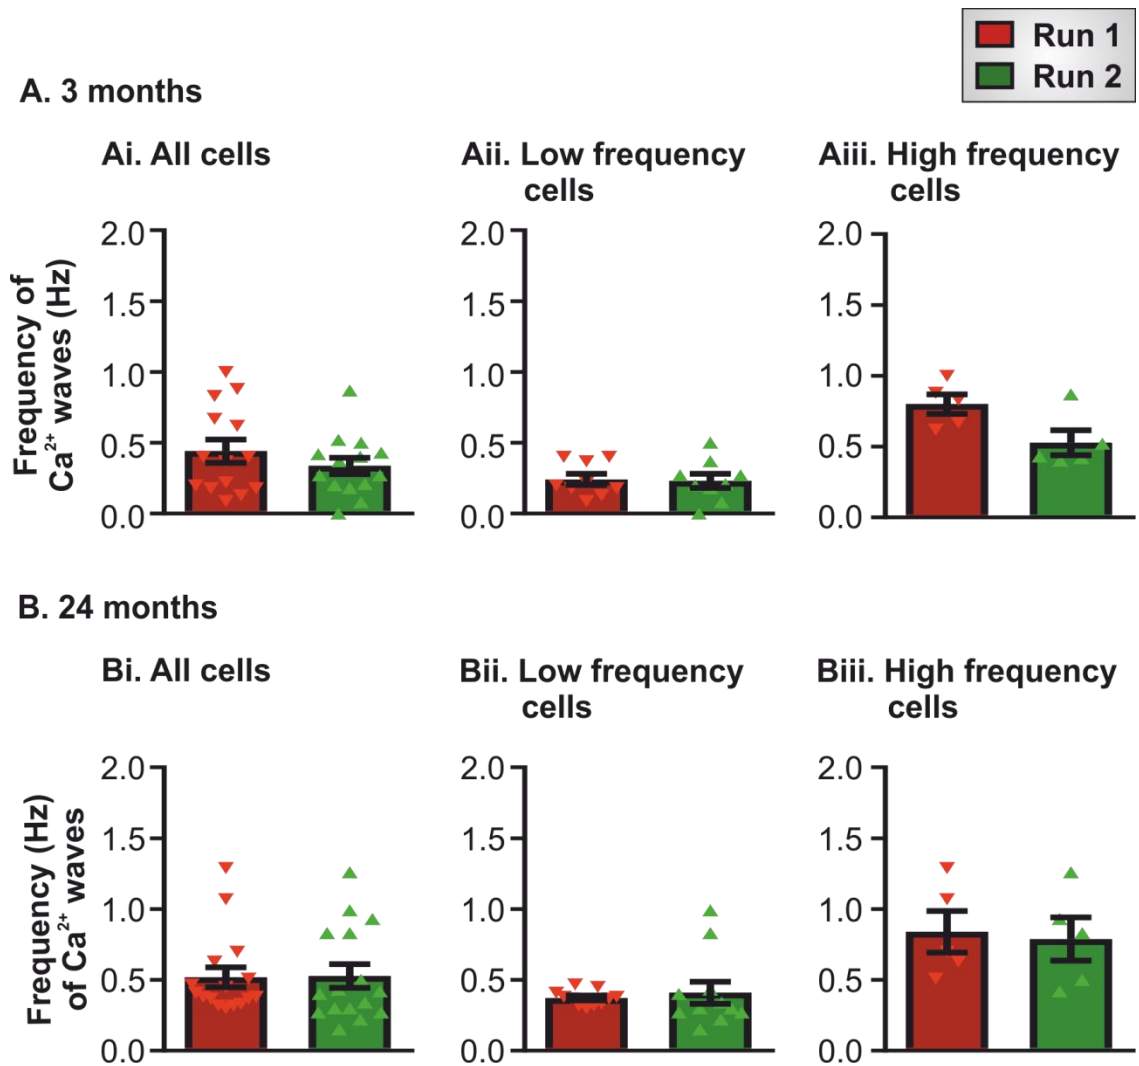 Run 1
Run 2
A. 3 months
Ai. All cells
Aii. Low frequency
cells
Aiii. High frequency
cells
Frequency of
Ca²⁺ waves (Hz)
2.0
1.5
1.0
0.5
0.0
2.0
1.5
1.0
0.5
0.0
2.0
1.5
1.0
0.5
0.0
B. 24 months
Bi. All cells
Bii. Low frequency
cells
Biii. High frequency
cells
Frequency (Hz)
of Ca²⁺ waves
2.0
1.5
1.0
0.5
0.0
2.0
1.5
1.0
0.5
0.0
2.0
1.5
1.0
0.5
0.0